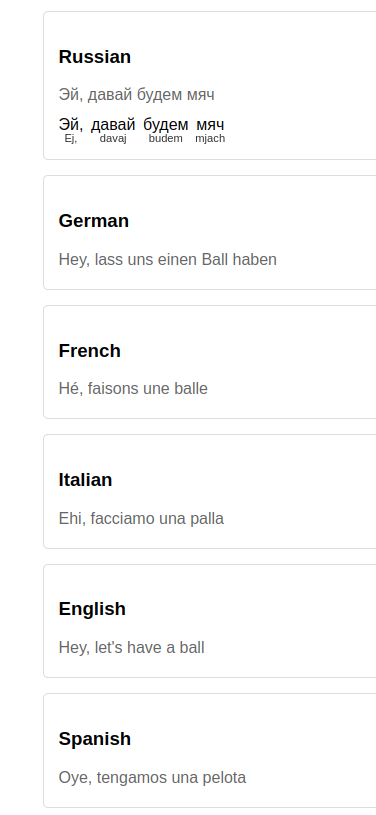 Russian
Эй, давай будем мяч
Эй, давай будем мяч
Ej, davaj budem mjach
German
Hey, lass uns einen Ball haben
French
Hé, faisons une balle
Italian
Ehi, facciamo una palla
English
Hey, let's have a ball
Spanish
Oye, tengamos una pelota